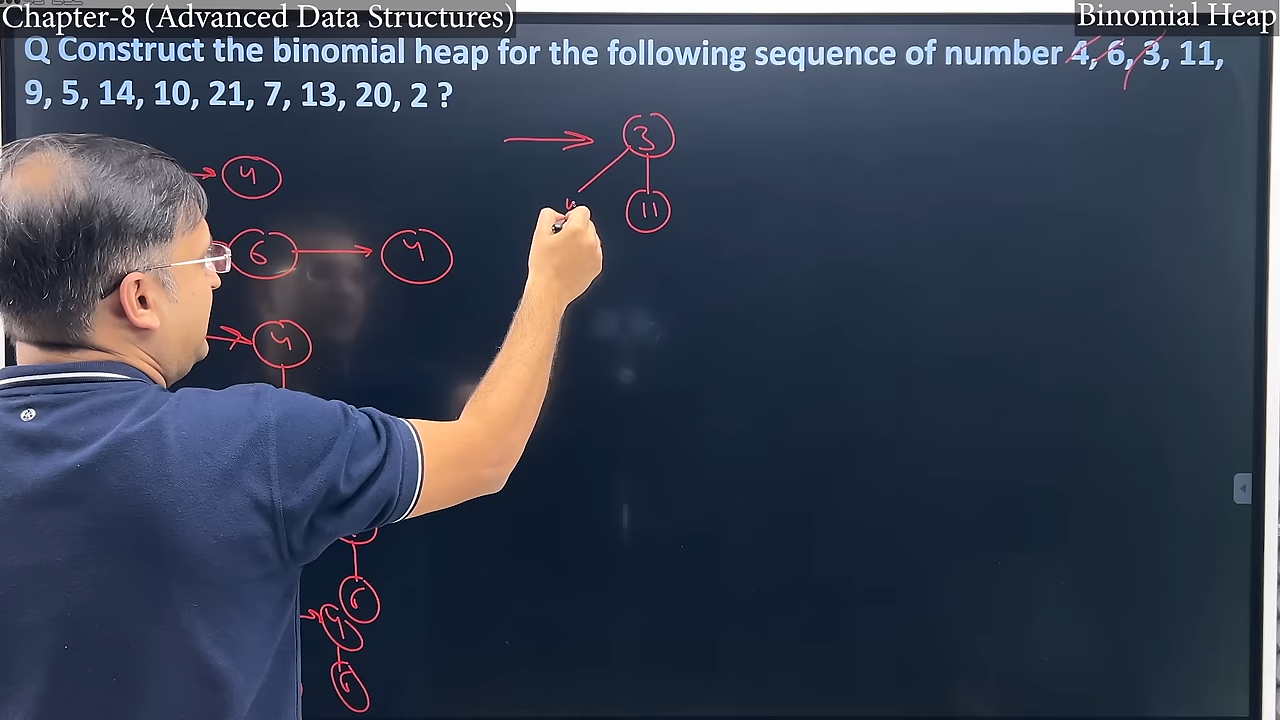 Chapter-8 (Advanced Data Structures)
Binomial Heap
Q Construct the binomial heap for the following sequence of number 4, 6, 3, 11,
9, 5, 14, 10, 21, 7, 13, 20, 2 ?
3
4
11
6 4
4
6
4
6